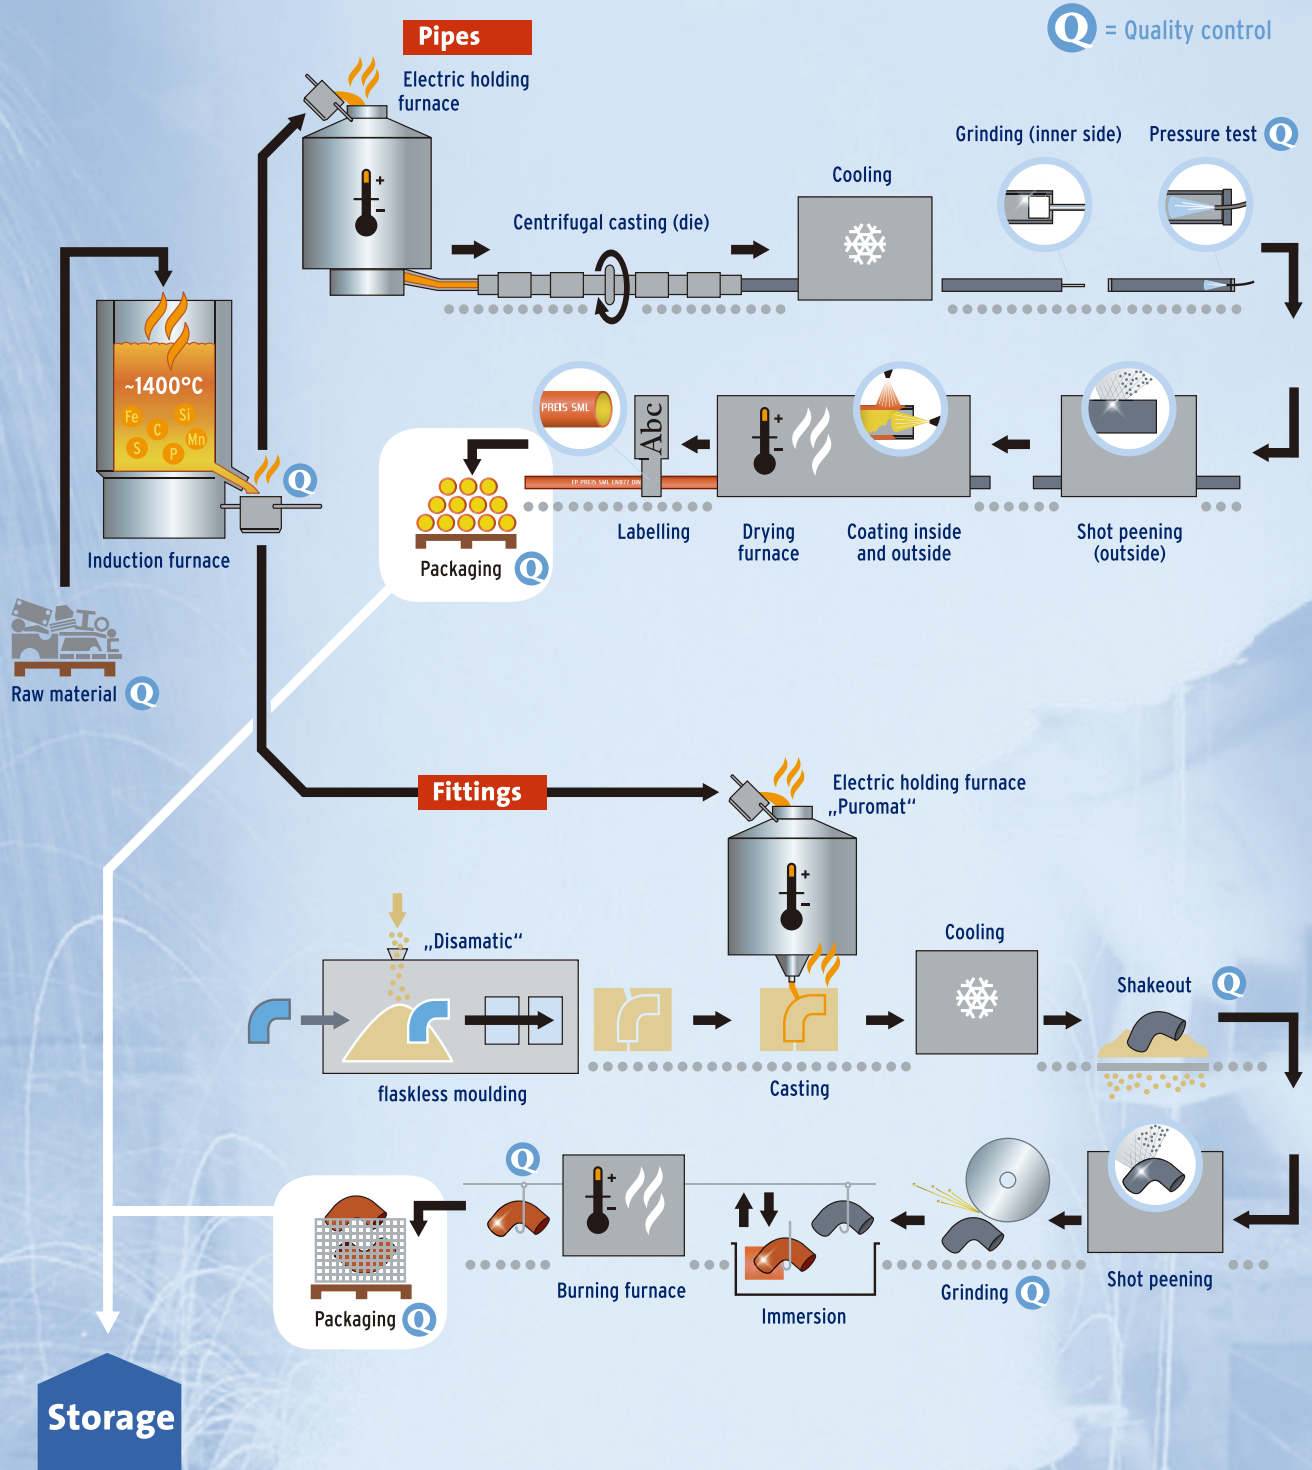 Pipes
Q = Quality control
Electric holding
furnace
Grinding (inner side)
Pressure test Q
Cooling
Centrifugal casting (die)
+
–
~1400°C
Fe
Si
C
Mn
S
P
Q
Induction furnace
PREIS SML
Abc
+
–
EN877 DIN
Labelling
Drying
furnace
Coating inside
and outside
Shot peening
(outside)
Packaging Q
Raw material Q
Fittings
Electric holding furnace
„Puromat“
+
–
„Disamatic“
Cooling
Shakeout Q
flaskless moulding
Casting
Q
+
–
Burning furnace
Immersion
Grinding Q
Shot peening
Packaging Q
Storage